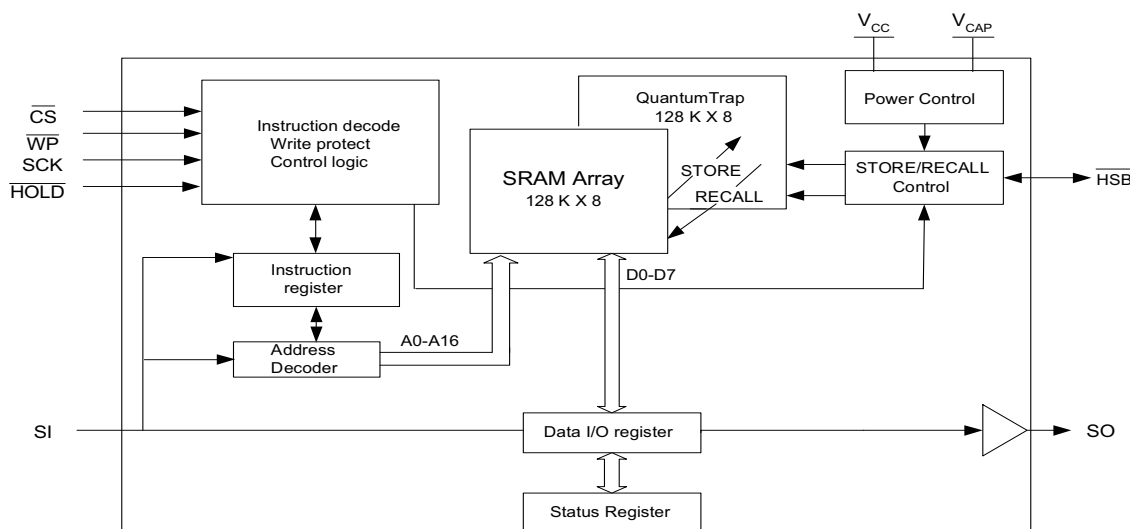 V_CC
V_CAP
QuantumTrap
128 K X 8
Power Control
CS
WP
SCK
HOLD
Instruction decode
Write protect
Control logic
SRAM Array
128 K X 8
STORE
RECALL
STORE/RECALL
Control
HSB
Instruction
register
D0-D7
A0-A16
Address
Decoder
SI
Data I/O register
SO
Status Register